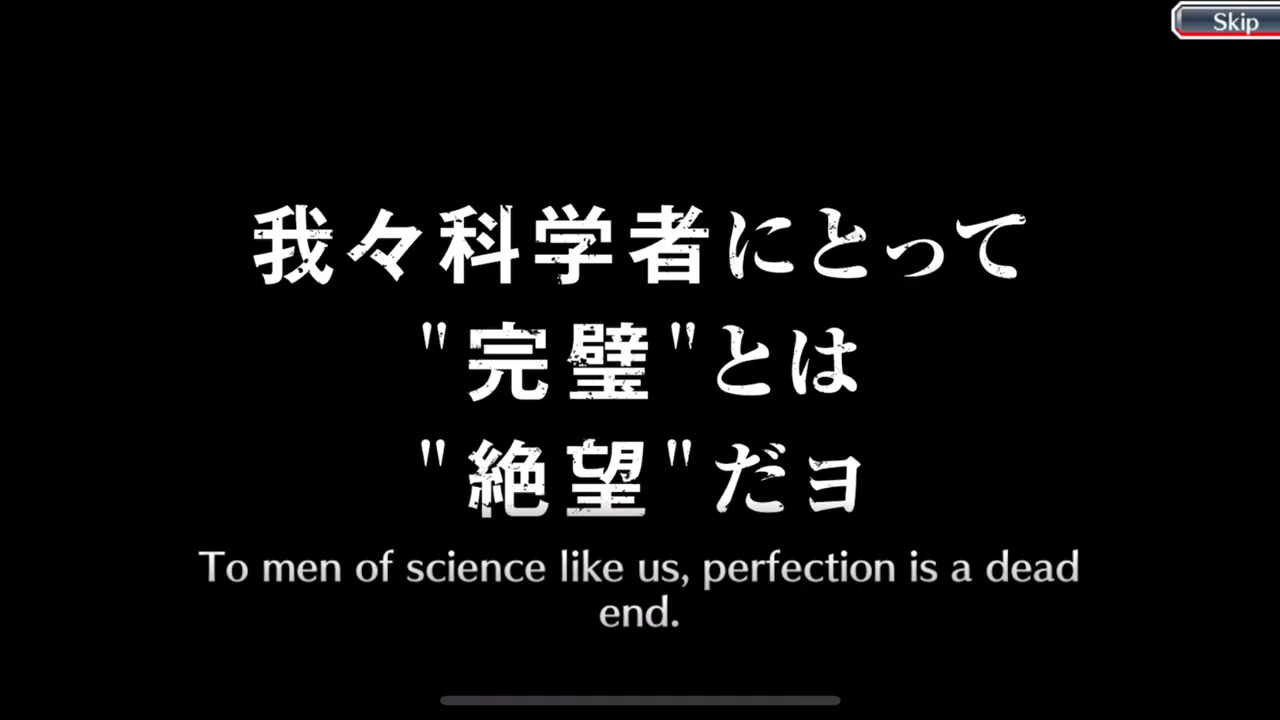 Skip
我々科学者にとって
"完璧"とは
"絶望"だヨ
To men of science like us, perfection is a dead
end.